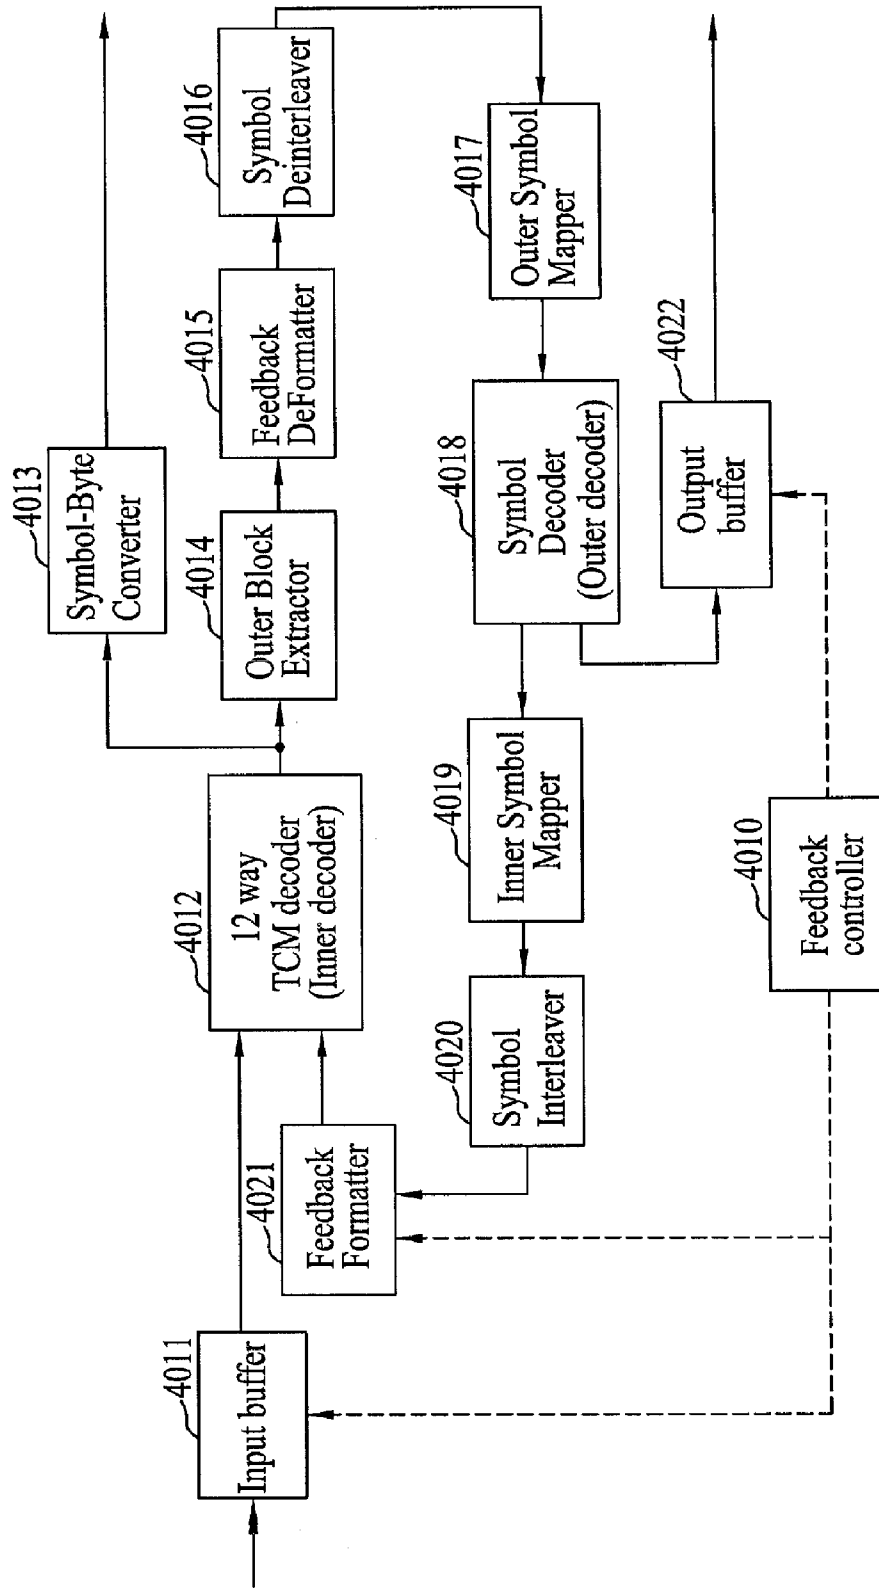 4011
Input buffer
4012
12 way
TCM decoder
(Inner decoder)
4013
Symbol-Byte
Converter
4014
Outer Block
Extractor
4015
Feedback
DeFormatter
4016
Symbol
Deinterleaver
4017
Outer Symbol
Mapper
4018
Symbol
Decoder
(Outer decoder)
4019
Inner Symbol
Mapper
4020
Symbol
Interleaver
4021
Feedback
Formatter
4022
Output
buffer
4010
Feedback
controller